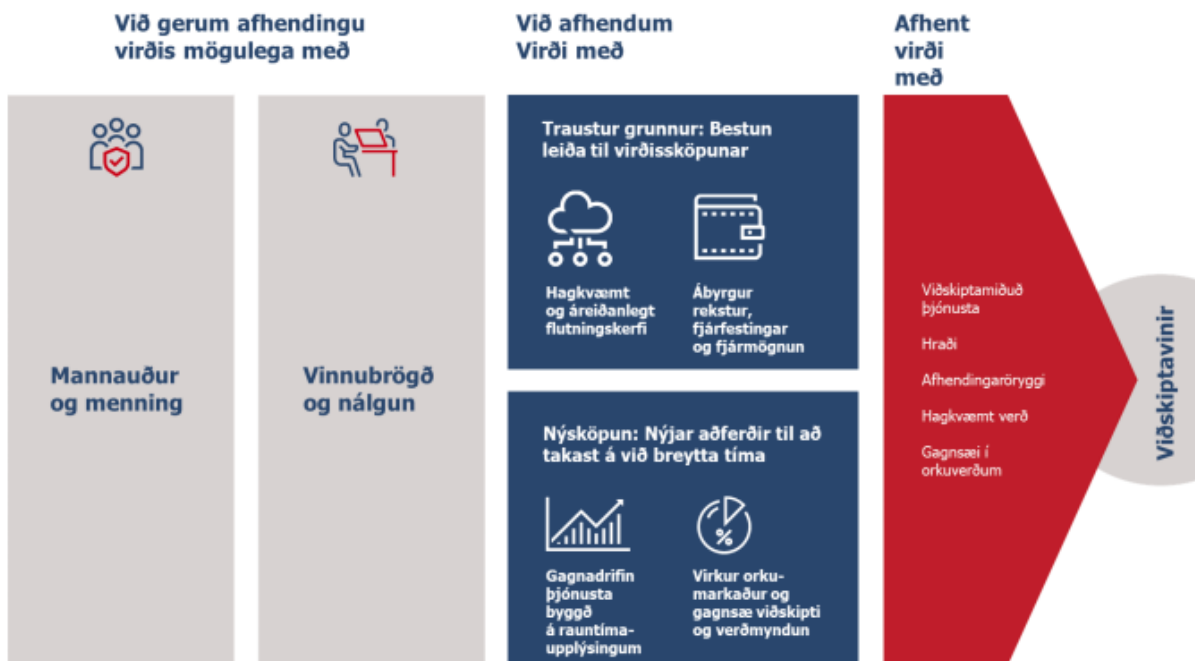 Við gerum afhendingu
virðis mögulega með
Við afhendum
Virði með
Afhent
virði
með
Mannauður
og menning
Vinnubrögð
og nálgun
Traustur grunnur: Bestun
leiða til virðissköpunar
Hagkvæmt
og áreiðanlegt
flutningskerfi
Ábyrgur
rekstur,
fjárfestingar
og fjármögnun
Nýsköpun: Nýjar aðferðir til að
takast á við breytta tíma
Gagnadrifin
þjónusta
byggð
á rauntíma-
upplýsingum
%
Virkur orku-
markaður og
gagnsæ viðskipti
og verðmyndun
Viðskiptamiðuð
þjónusta
Hraði
Afhendingaröryggi
Hagkvæmt verð
Gagnsæi í
orkuverðum
Viðskiptavinir